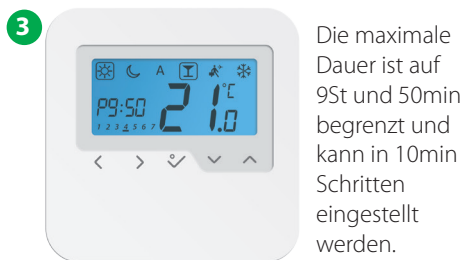 3
A
°C
P9:50
21.0
1 2 3 4 5 6 7
Die maximale
Dauer ist auf
9St und 50min
begrenzt und
kann in 10min
Schritten
eingestellt
werden.